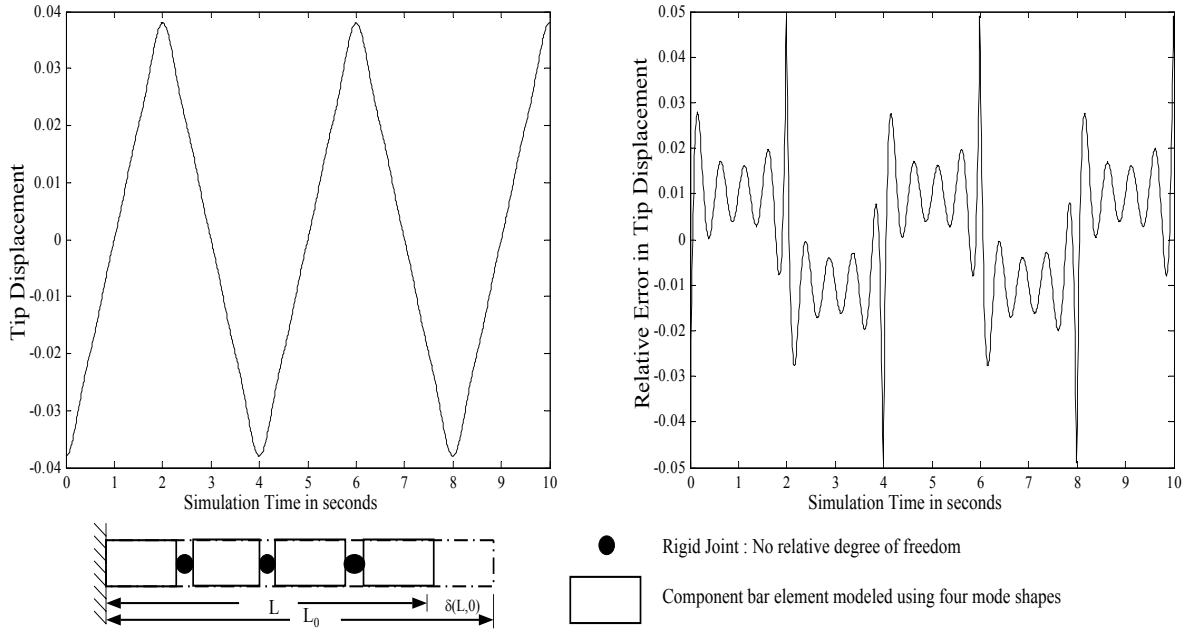 0.04
0.03
0.02
0.01
0
-0.01
-0.02
-0.03
-0.04
Tip Displacement
0 1 2 3 4 5 6 7 8 9 10
Simulation Time in seconds
0.05
0.04
0.03
0.02
0.01
0
-0.01
-0.02
-0.03
-0.04
-0.05
Relative Error in Tip Displacement
0 1 2 3 4 5 6 7 8 9 10
Simulation Time in seconds
L
L₀
δ(L,0)
Rigid Joint : No relative degree of freedom
Component bar element modeled using four mode shapes